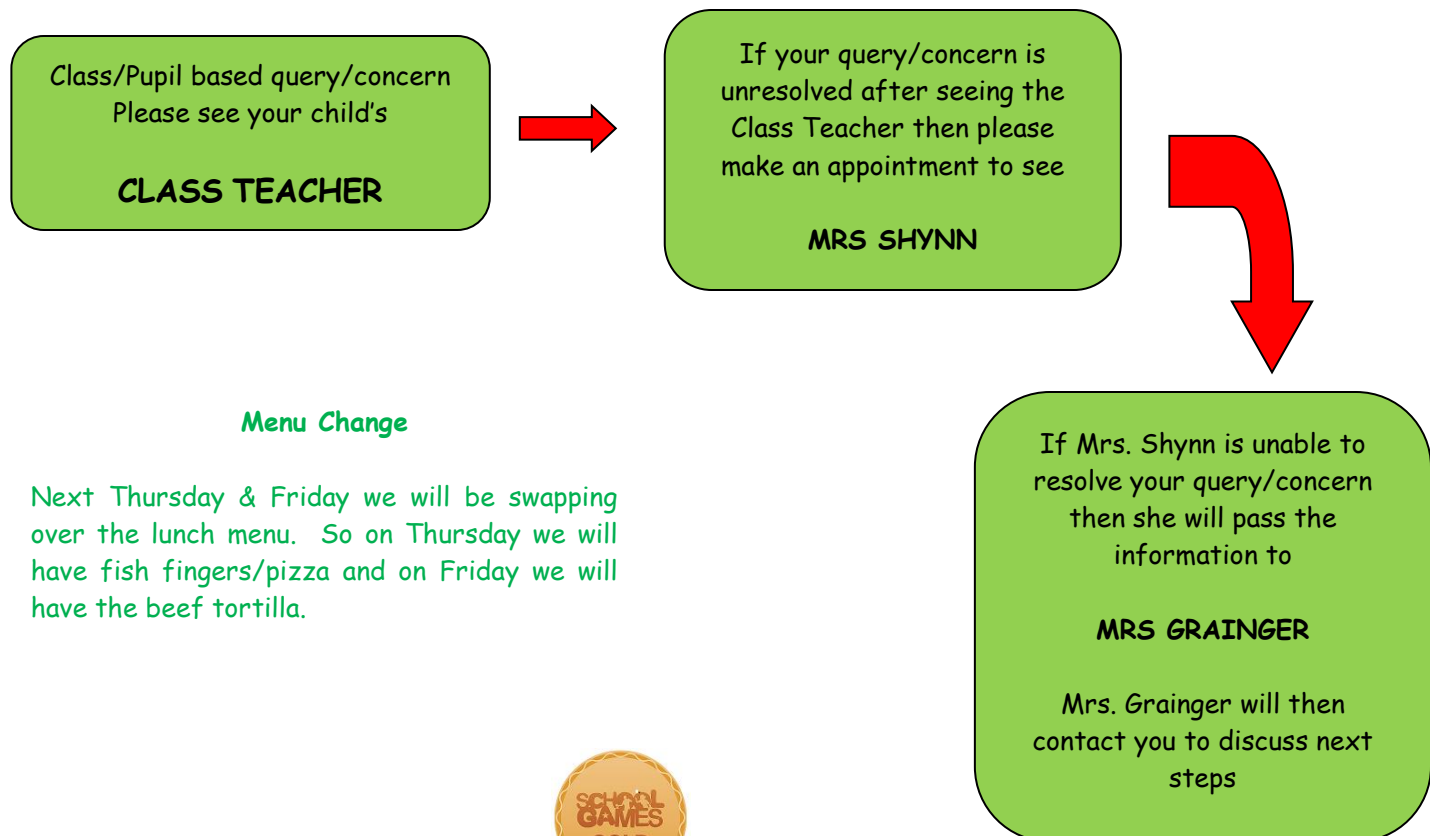 Class/Pupil based query/concern
Please see your child's
CLASS TEACHER
If your query/concern is
unresolved after seeing the
Class Teacher then please
make an appointment to see
MRS SHYNN
If Mrs. Shynn is unable to
resolve your query/concern
then she will pass the
information to
MRS GRAINGER
Mrs. Grainger will then
contact you to discuss next
steps
Menu Change
Next Thursday & Friday we will be swapping
over the lunch menu. So on Thursday we will
have fish fingers/pizza and on Friday we will
have the beef tortilla.
SCHOOL
GAMES